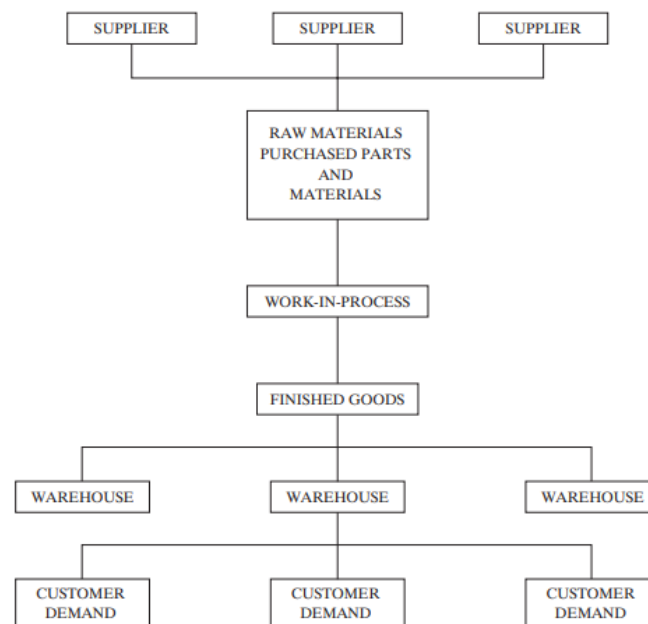 SUPPLIER
SUPPLIER
SUPPLIER
RAW MATERIALS
PURCHASED PARTS
AND
MATERIALS
WORK-IN-PROCESS
FINISHED GOODS
WAREHOUSE
WAREHOUSE
WAREHOUSE
CUSTOMER
DEMAND
CUSTOMER
DEMAND
CUSTOMER
DEMAND